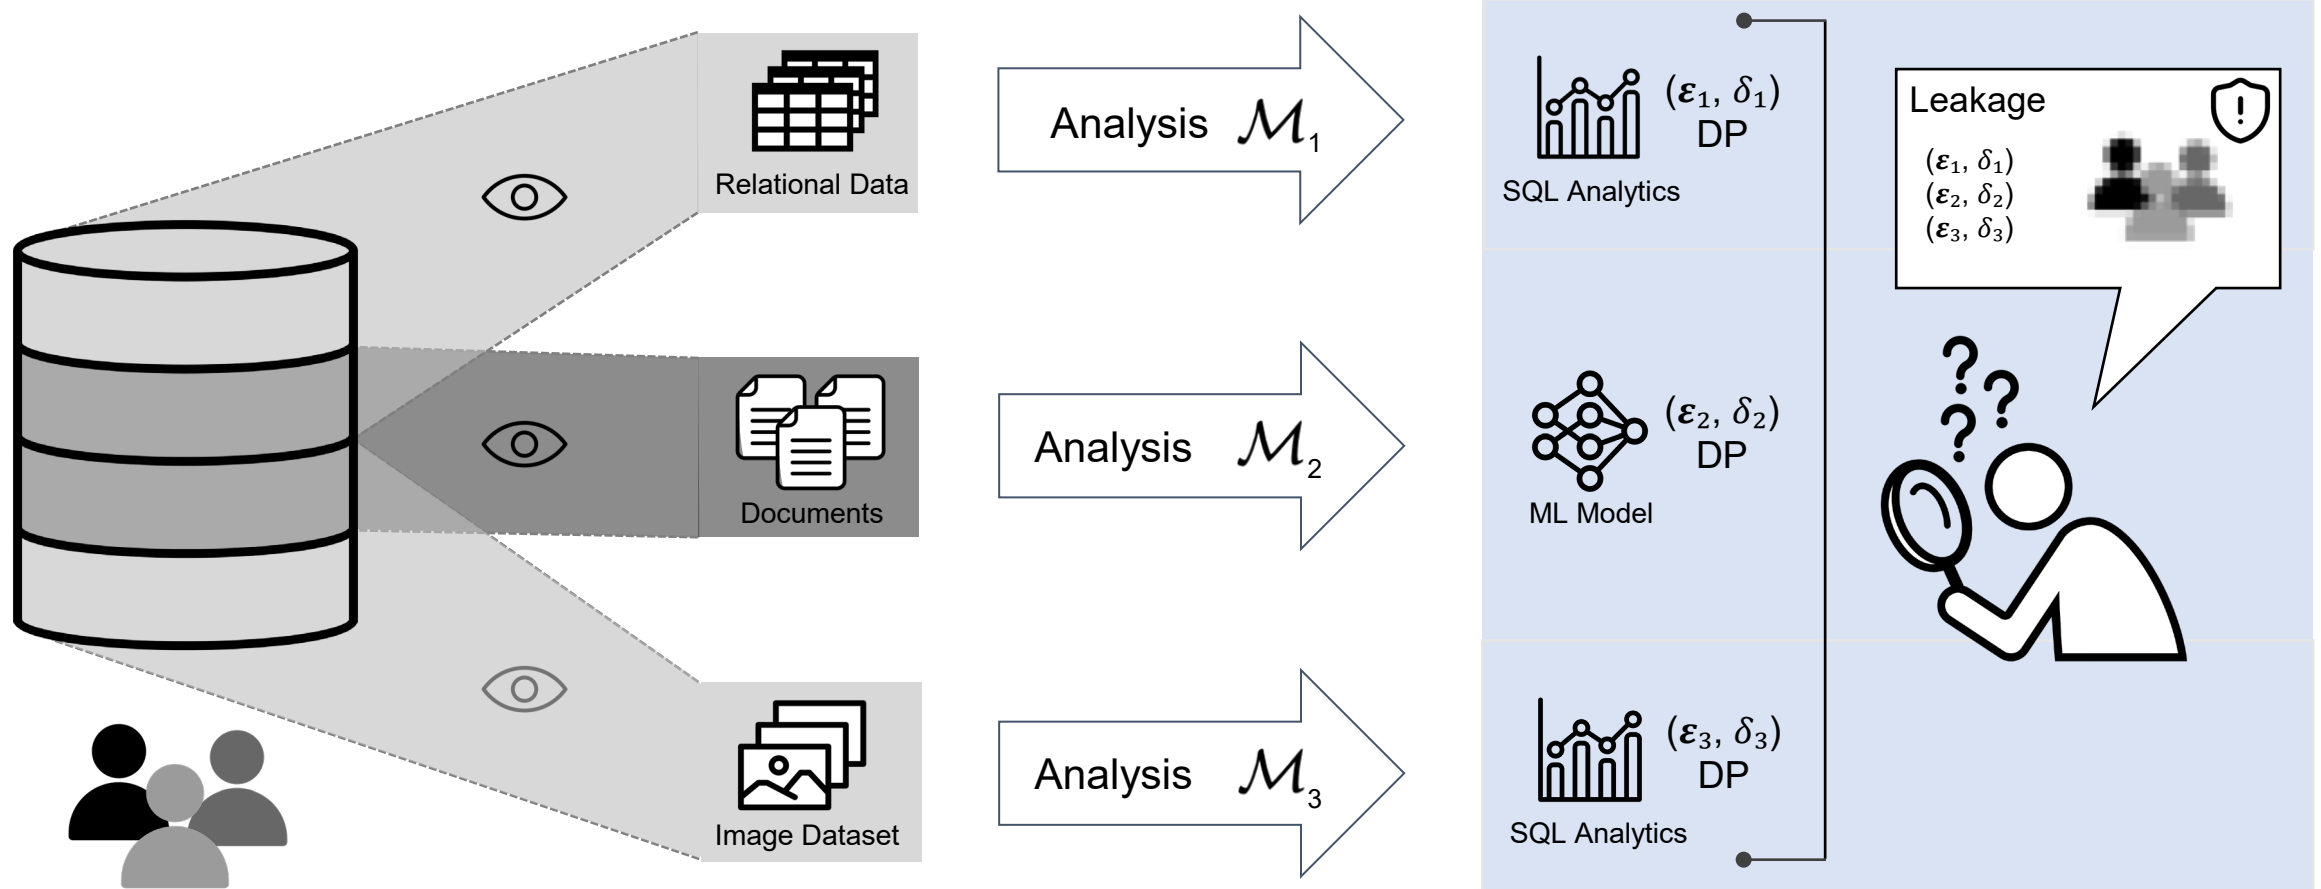 Relational Data
Analysis ℳ1
(ε1, δ1)
DP
SQL Analytics
Leakage
(ε1, δ1)
(ε2, δ2)
(ε3, δ3)
!
Documents
Analysis ℳ2
(ε2, δ2)
DP
ML Model
? ? ?
Image Dataset
Analysis ℳ3
(ε3, δ3)
DP
SQL Analytics